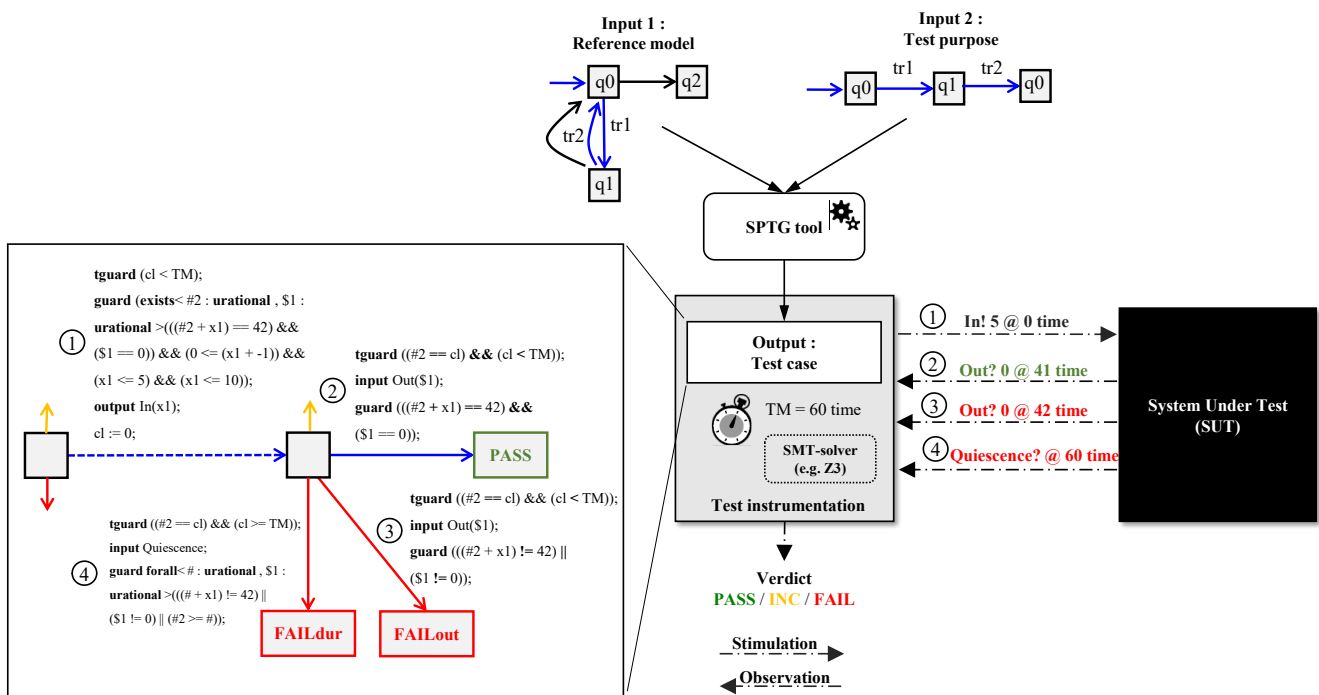 Input 1 :
Reference model
q0
q2
tr2
tr1
q1
Input 2 :
Test purpose
tr1
tr2
q0
q1
q0
SPTG tool
1
tguard (cl < TM);
guard (exists< #2 : urational , $1 :
urational >(((#2 + x1) == 42) &&
($1 == 0)) && (0 <= (x1 + -1)) &&
(x1 <= 5) && (x1 <= 10));
output In(x1);
cl := 0;
2
tguard ((#2 == cl) && (cl < TM));
input Out($1);
guard (((#2 + x1) == 42) &&
($1 == 0));
PASS
3
tguard ((#2 == cl) && (cl < TM));
input Out($1);
guard (((#2 + x1) != 42) ||
($1 != 0));
4
tguard ((#2 == cl) && (cl >= TM));
input Quiescence;
guard forall< # : urational , $1 :
urational >(((# + x1) != 42) ||
($1 != 0) || (#2 >= #));
FAILdur
FAILout
Output :
Test case
TM = 60 time
SMT-solver
(e.g. Z3)
Test instrumentation
1
In! 5 @ 0 time
2
Out? 0 @ 41 time
3
Out? 0 @ 42 time
4
Quiescence? @ 60 time
System Under Test
(SUT)
Verdict
PASS / INC / FAIL
Stimulation
Observation